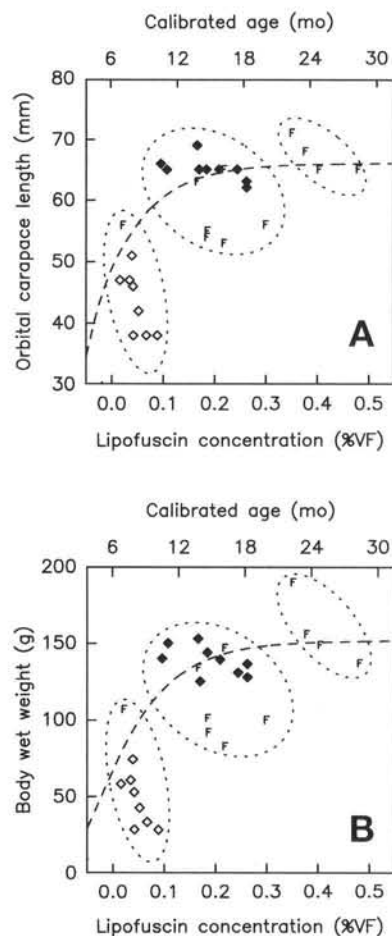 Calibrated age (mo)
6 12 18 24 30
Orbital carapace length (mm)
80
70
60
50
40
30
F F F F F F F F F F F F
A
0.0 0.1 0.2 0.3 0.4 0.5
Lipofuscin concentration (%VF)
Calibrated age (mo)
6 12 18 24 30
Body wet weight (g)
200
150
100
50
0
F F F F F F F F F F F F
B
0.0 0.1 0.2 0.3 0.4 0.5
Lipofuscin concentration (%VF)